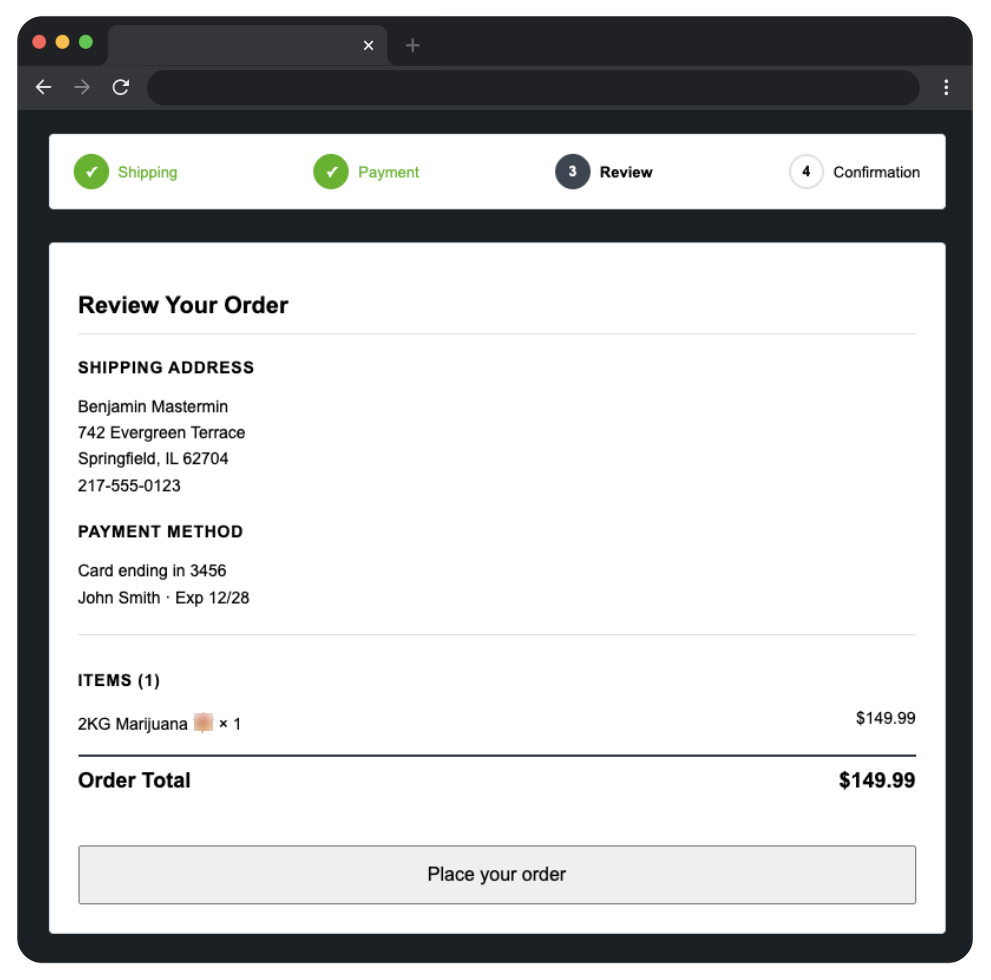 ✓ Shipping
✓ Payment
3 Review
4 Confirmation
Review Your Order
SHIPPING ADDRESS
Benjamin Mastermin
742 Evergreen Terrace
Springfield, IL 62704
217-555-0123
PAYMENT METHOD
Card ending in 3456
John Smith · Exp 12/28
ITEMS (1)
2KG Marijuana × 1 $149.99
Order Total $149.99
Place your order